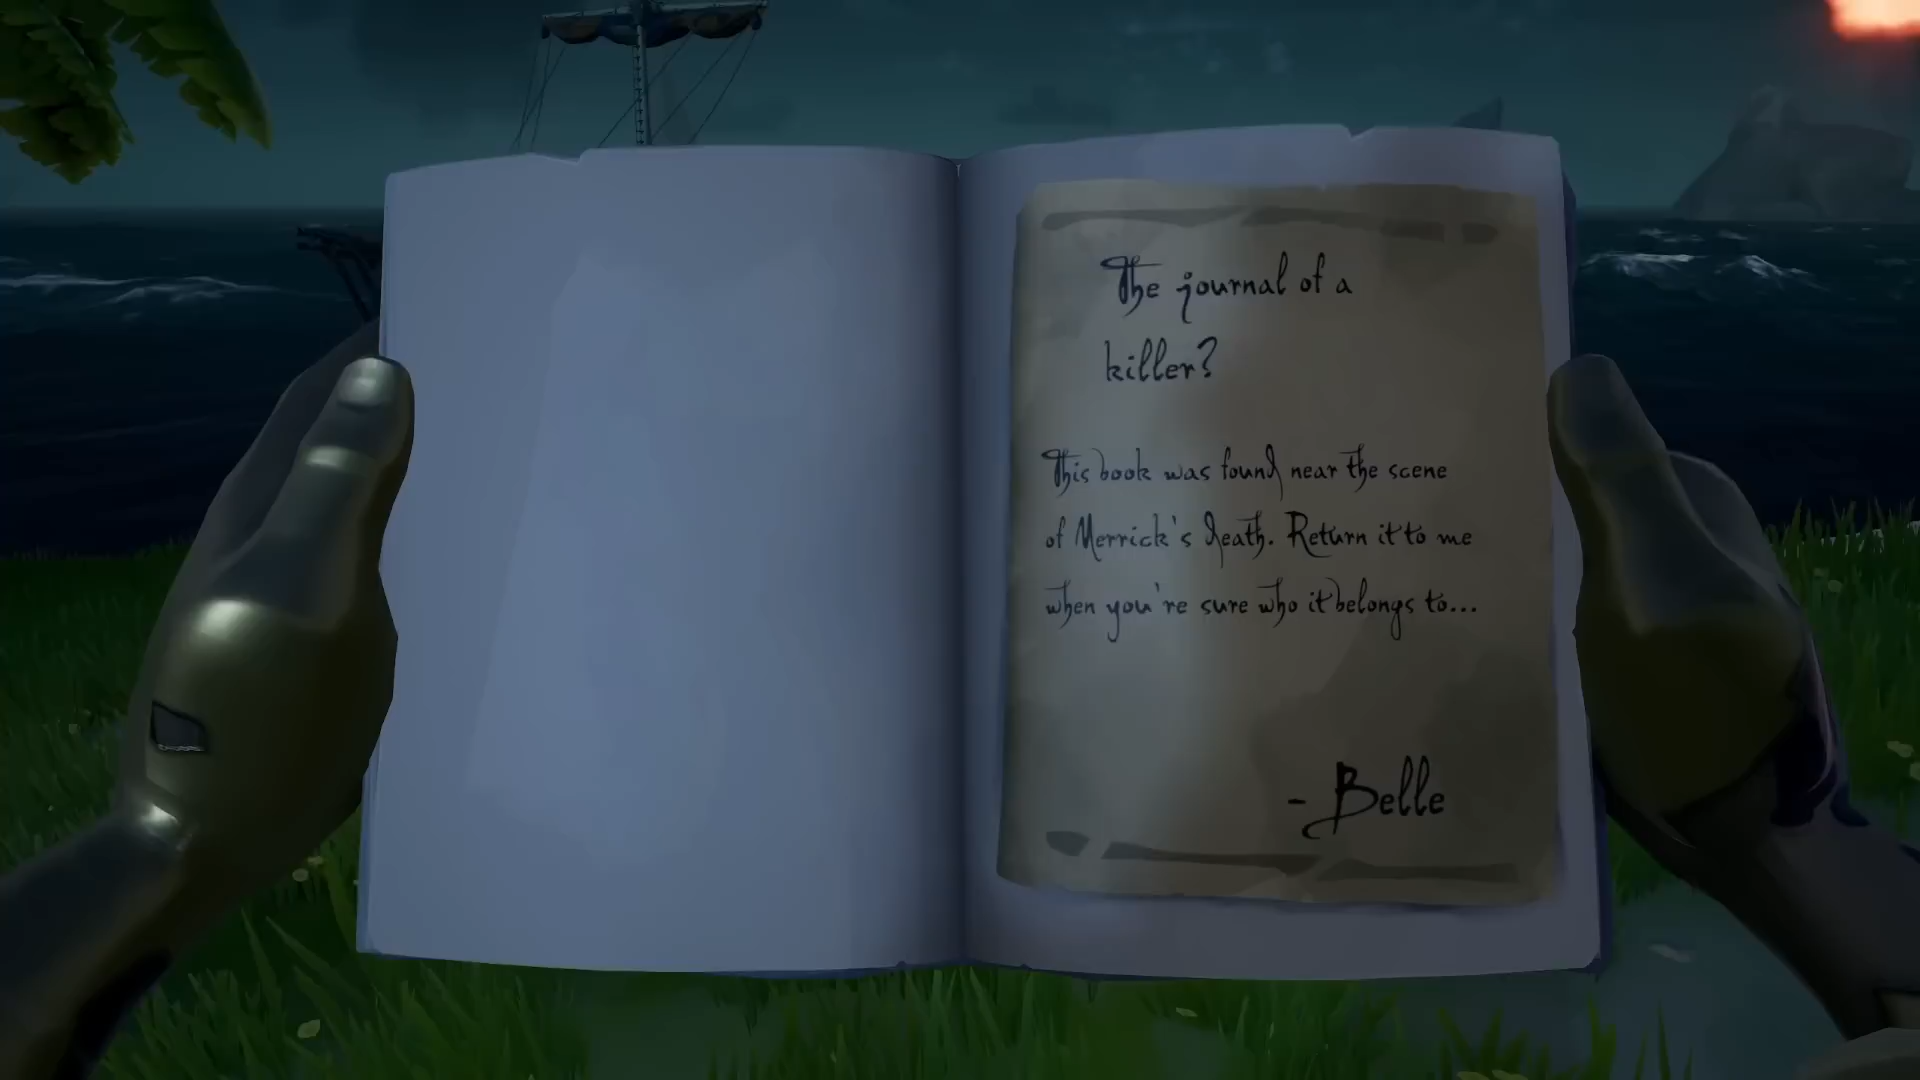 The journal of a
killer?
This book was found near the scene
of Merrick's death. Return it to me
when you're sure who it belongs to...
- Belle